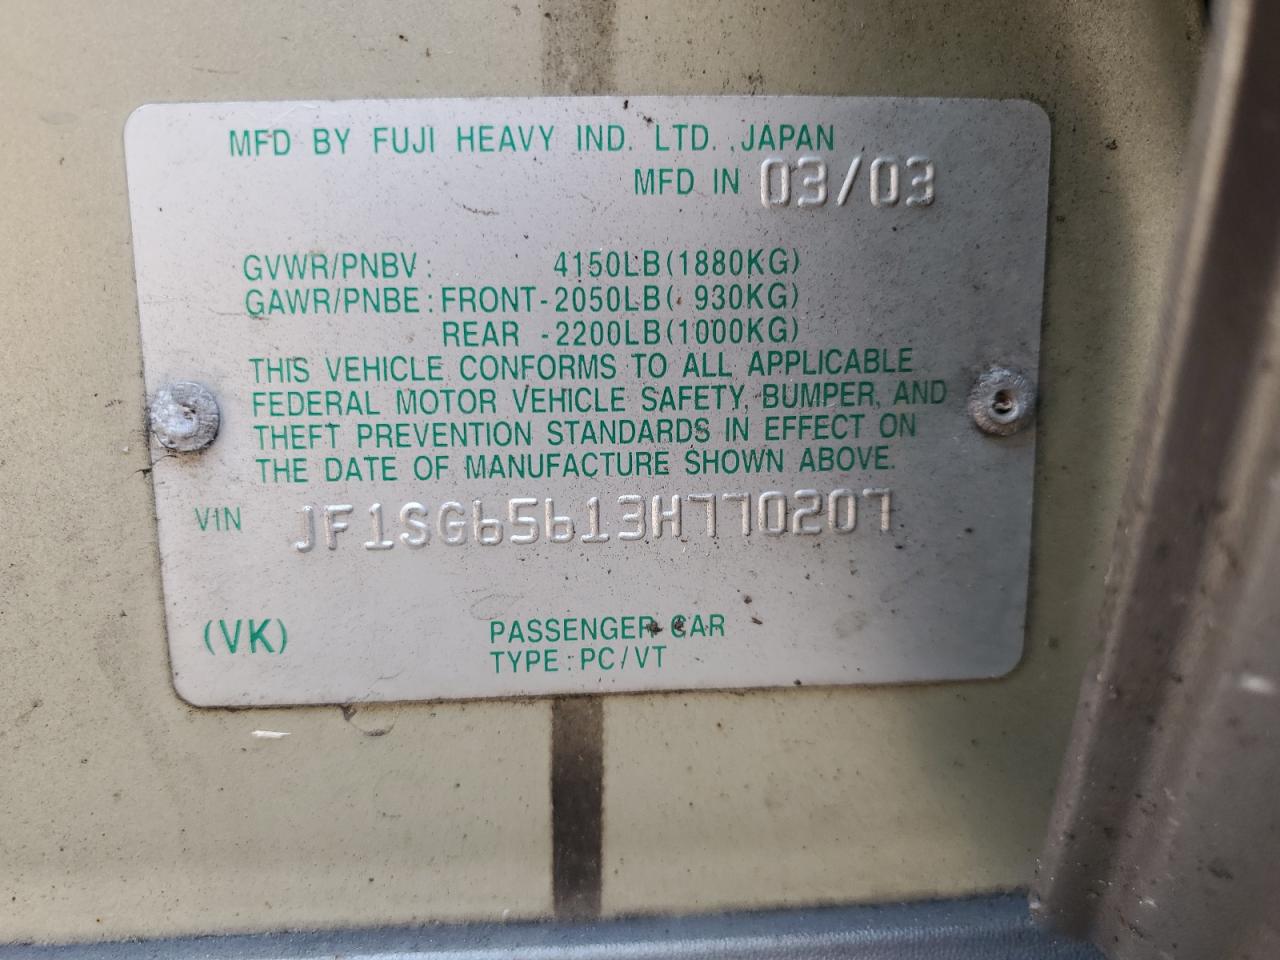 MFD BY FUJI HEAVY IND. LTD. ,JAPAN
MFD IN 03/03
GVWR/PNBV : 4150LB(1880KG)
GAWR/PNBE : FRONT-2050LB( 930KG)
REAR -2200LB(1000KG)
THIS VEHICLE CONFORMS TO ALL APPLICABLE
FEDERAL MOTOR VEHICLE SAFETY, BUMPER, AND
THEFT PREVENTION STANDARDS IN EFFECT ON
THE DATE OF MANUFACTURE SHOWN ABOVE.
VIN JF1SG65613H770207
(VK)
PASSENGER CAR
TYPE : PC/VT